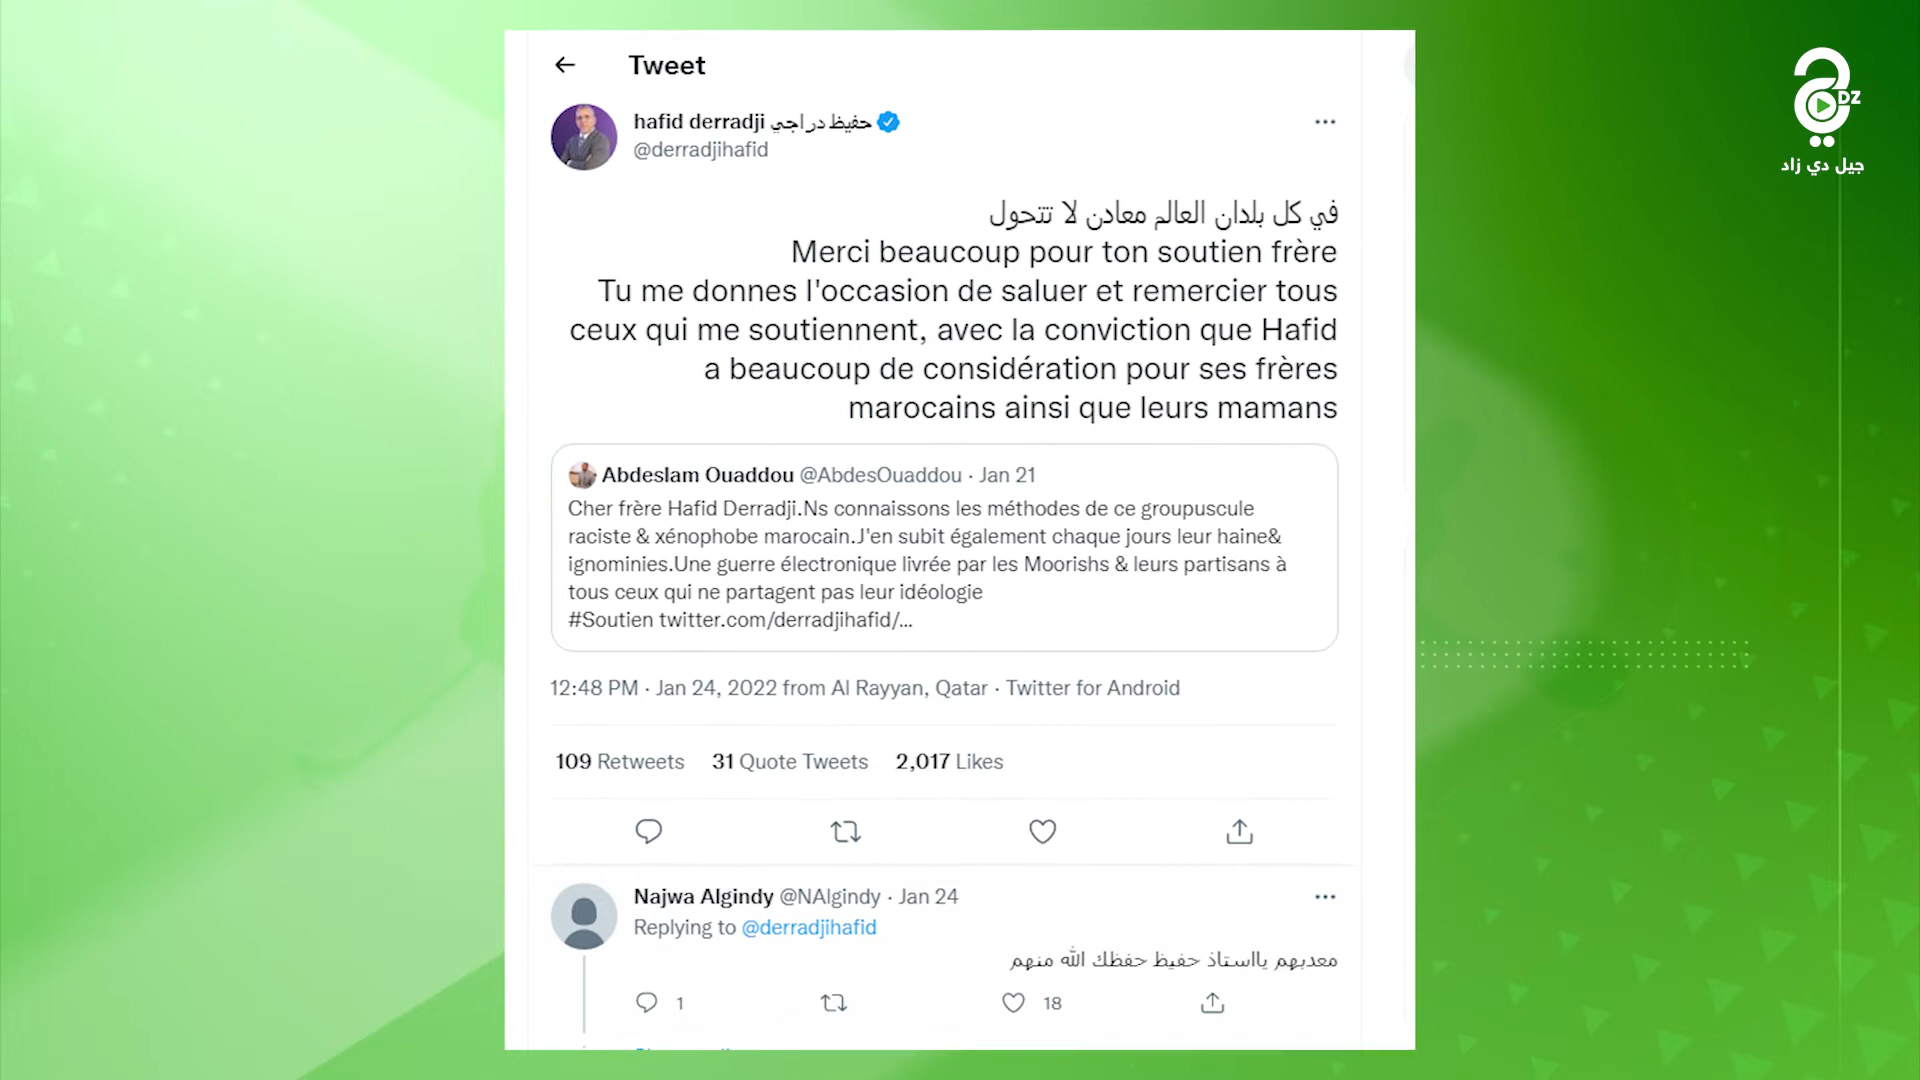 Tweet
hafid derradji حفيظ دراجي
@derradjihafid
DZ
جيل دي زاد
في كل بلدان العالم معادن لا تتحول
Merci beaucoup pour ton soutien frère
Tu me donnes l'occasion de saluer et remercier tous
ceux qui me soutiennent, avec la conviction que Hafid
a beaucoup de considération pour ses frères
marocains ainsi que leurs mamans
Abdeslam Ouaddou @AbdesOuaddou · Jan 21
Cher frère Hafid Derradji.Ns connaissons les méthodes de ce groupuscule
raciste & xénophobe marocain.J'en subit également chaque jours leur haine&
ignominies.Une guerre électronique livrée par les Moorishs & leurs partisans à
tous ceux qui ne partagent pas leur idéologie
#Soutien twitter.com/derradjihafid/...
12:48 PM · Jan 24, 2022 from Al Rayyan, Qatar · Twitter for Android
109 Retweets 31 Quote Tweets 2,017 Likes
Najwa Algindy @NAlgindy · Jan 24
Replying to @derradjihafid
معدبهم يااستاذ حفيظ حفظك الله منهم
1 18